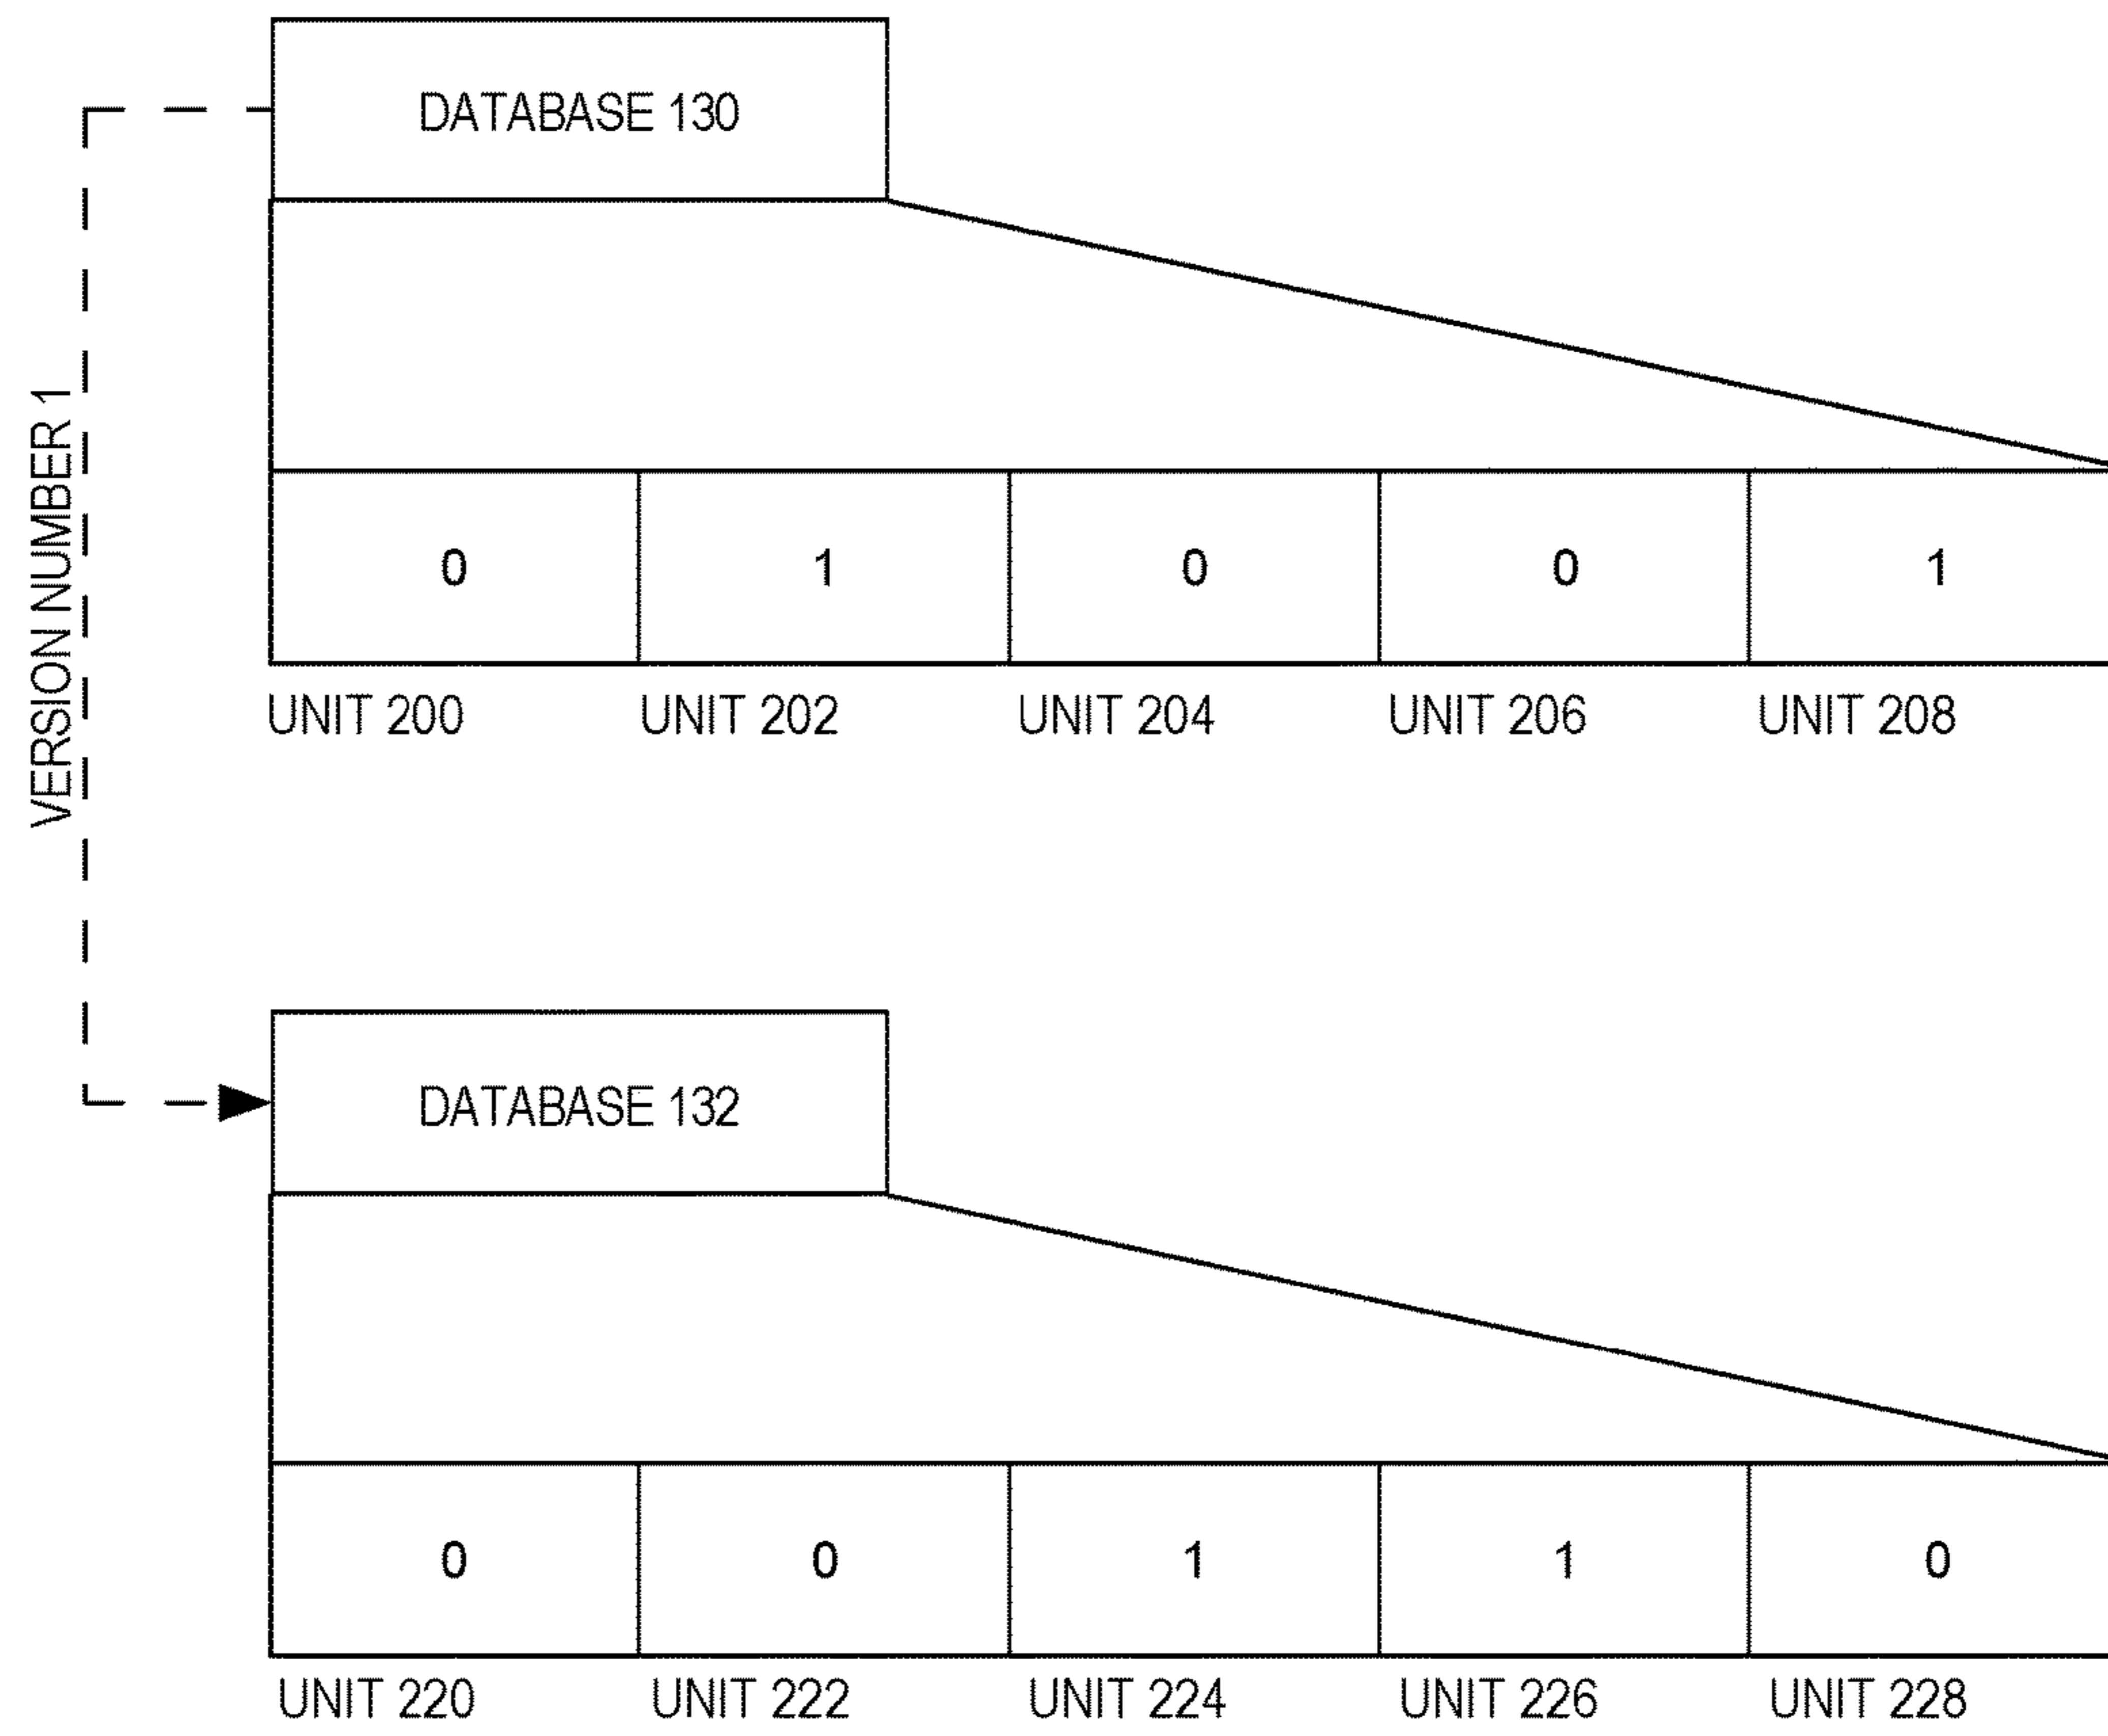 DATABASE 130
VERSION NUMBER 1
0 1 0 0 1
UNIT 200 UNIT 202 UNIT 204 UNIT 206 UNIT 208
DATABASE 132
0 0 1 1 0
UNIT 220 UNIT 222 UNIT 224 UNIT 226 UNIT 228